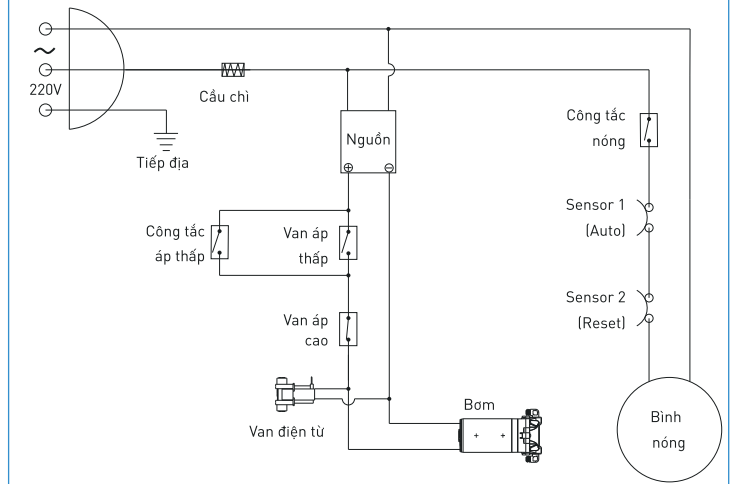 ~
220V
Cầu chì
Tiếp địa
Nguồn
Công tắc
nóng
Sensor 1
(Auto)
Sensor 2
(Reset)
Công tắc
áp thấp
Van áp
thấp
Van áp
cao
Van điện từ
Bơm
Bình
nóng